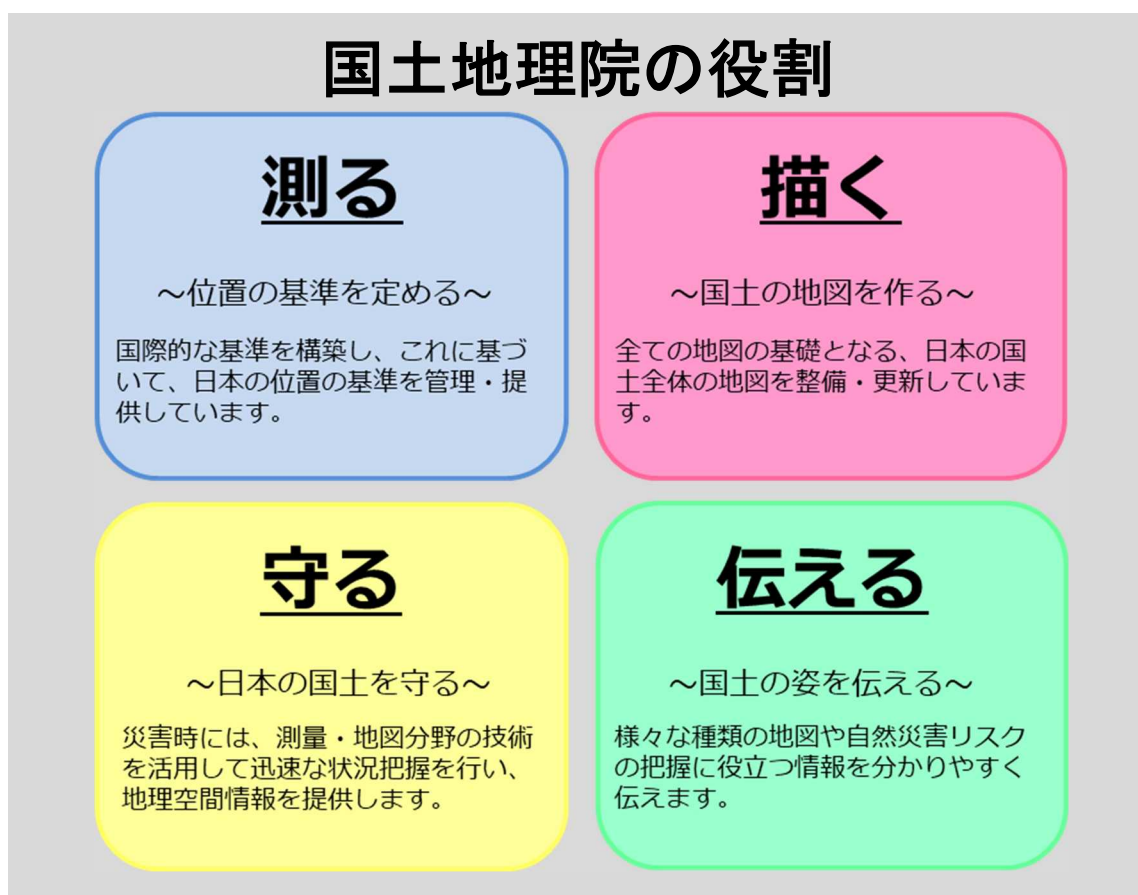 国土地理院の役割
測る
～位置の基準を定める～
国際的な基準を構築し、これに基づ
いて、日本の位置の基準を管理・提
供しています。
描く
～国土の地図を作る～
全ての地図の基礎となる、日本の国
土全体の地図を整備・更新していま
す。
守る
～日本の国土を守る～
災害時には、測量・地図分野の技術
を活用して迅速な状況把握を行い、
地理空間情報を提供します。
伝える
～国土の姿を伝える～
様々な種類の地図や自然災害リスク
の把握に役立つ情報を分かりやすく
伝えます。